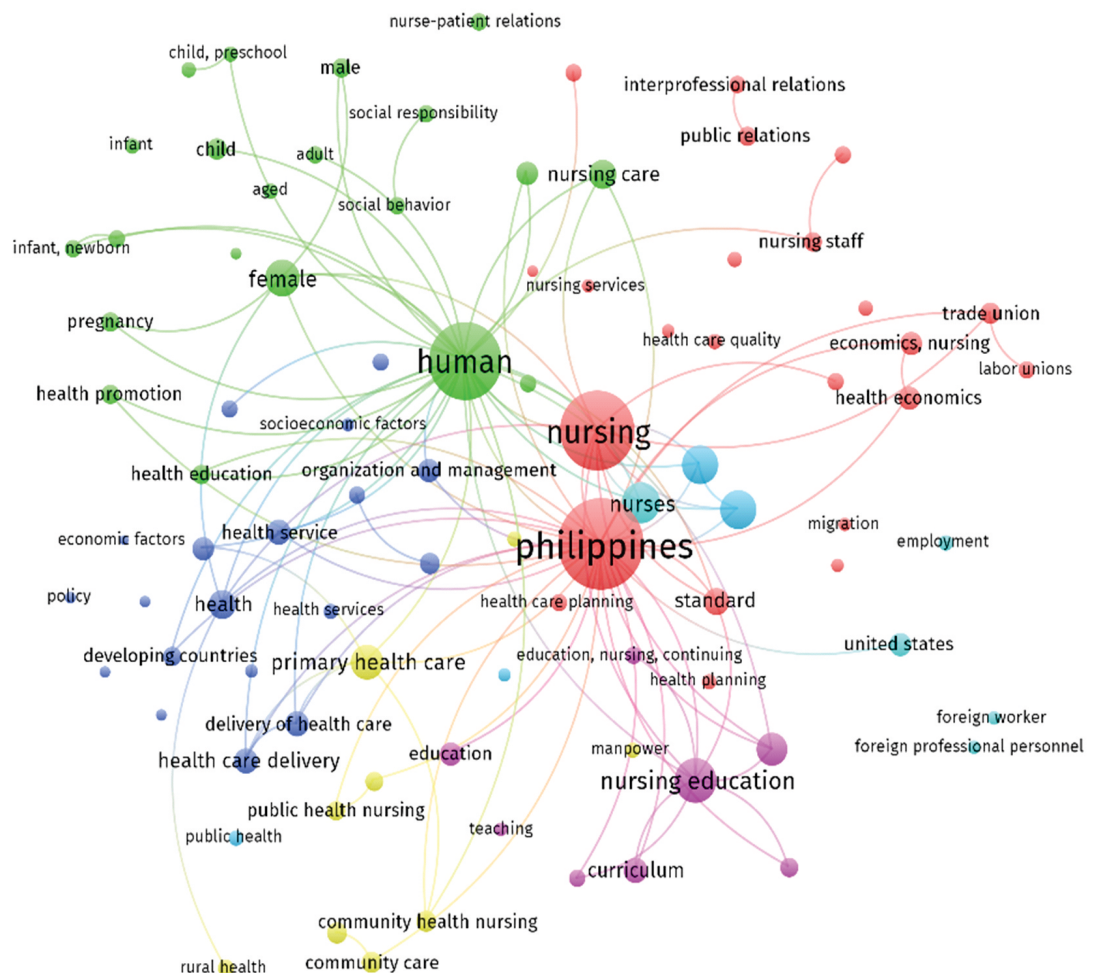 nurse-patient relations
child, preschool
male
interprofessional relations
social responsibility
public relations
infant
child
adult
nursing care
aged
social behavior
nursing staff
infant, newborn
female
nursing services
pregnancy
trade union
human
health care quality
economics, nursing
labor unions
health promotion
health economics
socioeconomic factors
nursing
health education
organization and management
nurses
migration
health service
economic factors
philippines
employment
policy
health
health services
health care planning
standard
united states
developing countries
primary health care
education, nursing, continuing
health planning
foreign worker
delivery of health care
health care delivery
education
manpower
foreign professional personnel
nursing education
public health nursing
public health
teaching
curriculum
community health nursing
rural health
community care